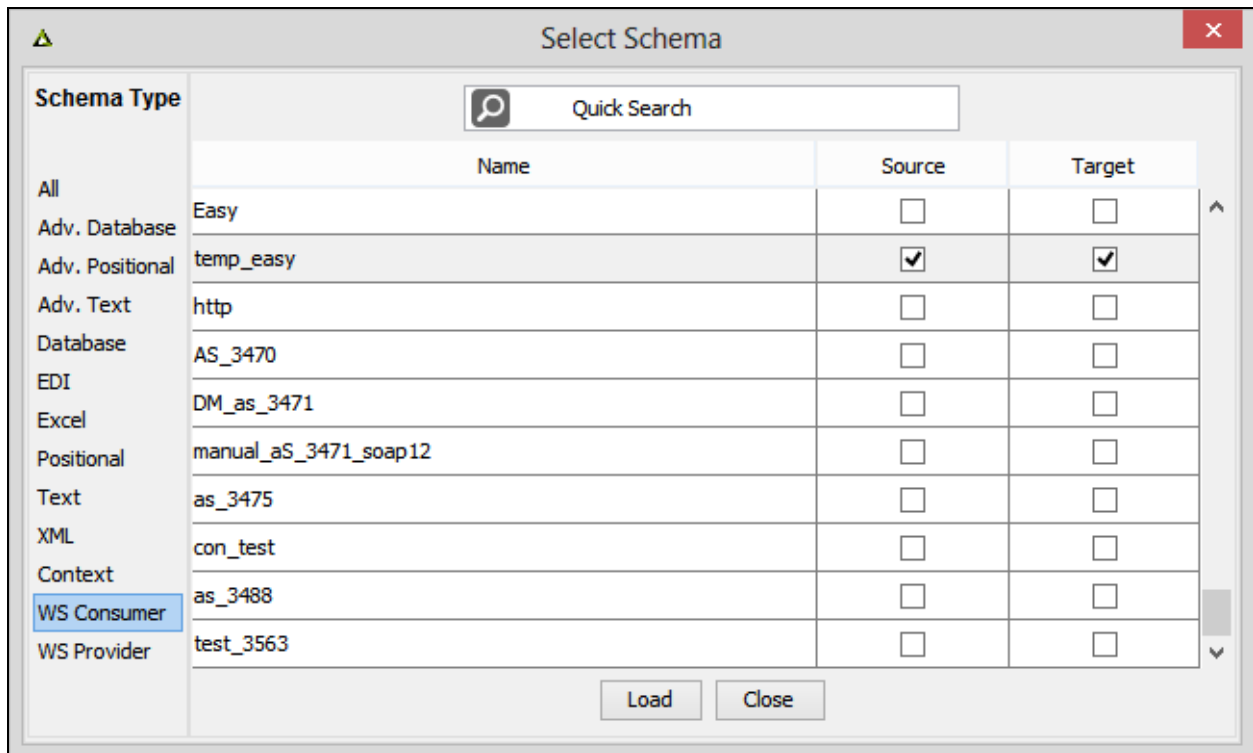 Select Schema
Schema Type
Quick Search
Name Source Target
All
Adv. Database
Adv. Positional
Adv. Text
Database
EDI
Excel
Positional
Text
XML
Context
WS Consumer
WS Provider
Easy
temp_easy
http
AS_3470
DM_as_3471
manual_aS_3471_soap12
as_3475
con_test
as_3488
test_3563
Load Close